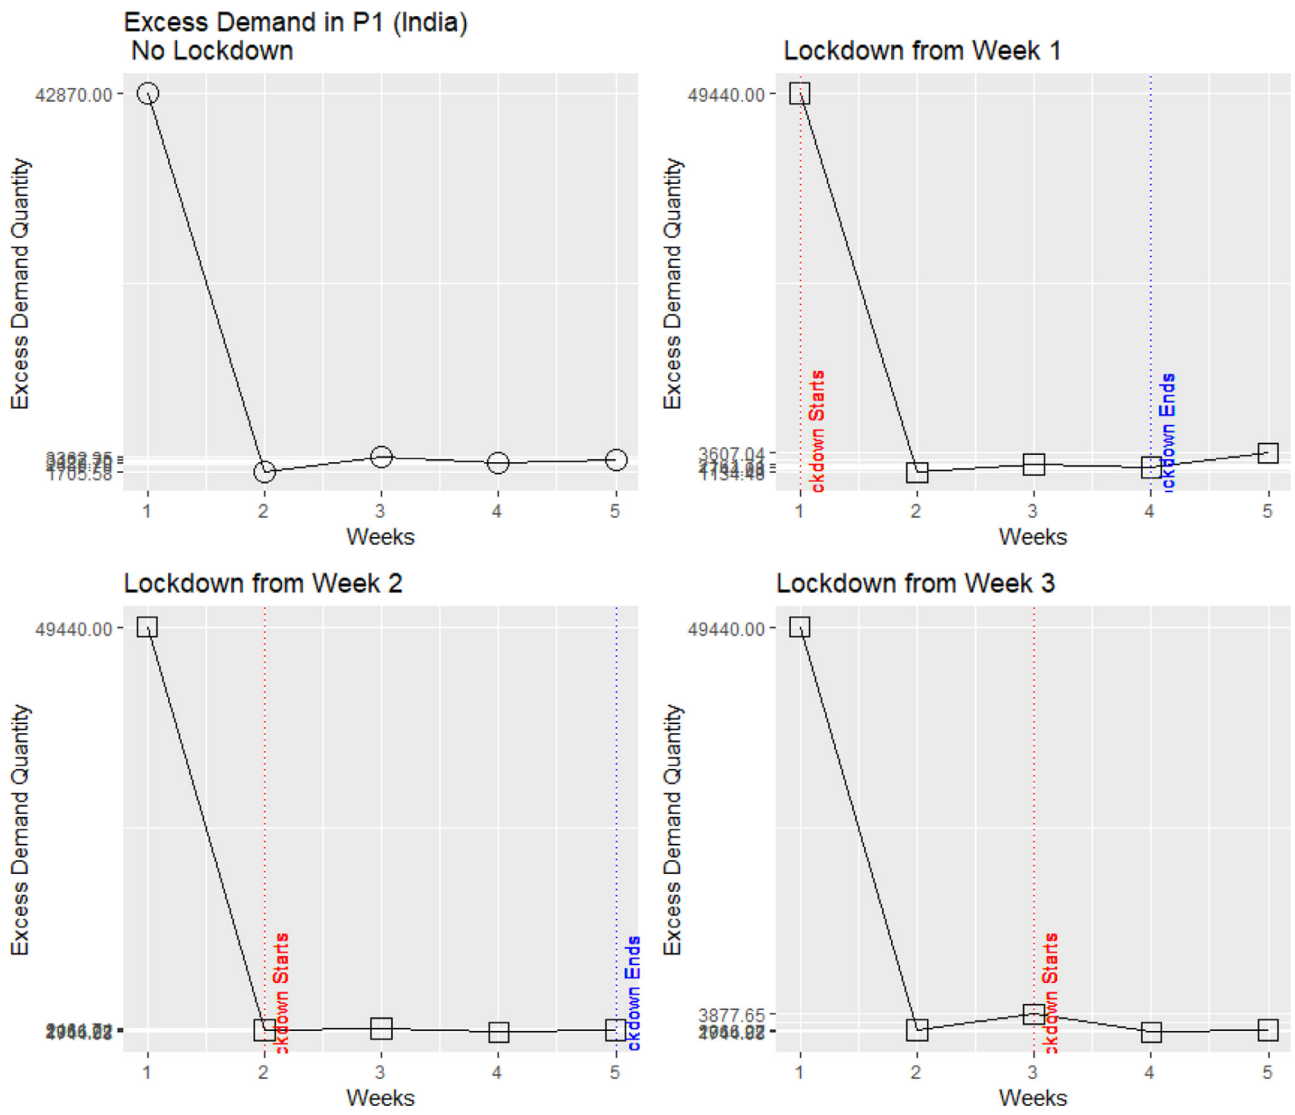 Excess Demand in P1 (India)
No Lockdown
42870.00
1705.58
Excess Demand Quantity
1 2 3 4 5
Weeks
Lockdown from Week 1
49440.00
3607.04
1134.48
Excess Demand Quantity
ckdown Starts
ckdown Ends
1 2 3 4 5
Weeks
Lockdown from Week 2
49440.00
Excess Demand Quantity
ckdown Starts
ckdown Ends
1 2 3 4 5
Weeks
Lockdown from Week 3
49440.00
3877.65
Excess Demand Quantity
ckdown Starts
1 2 3 4 5
Weeks